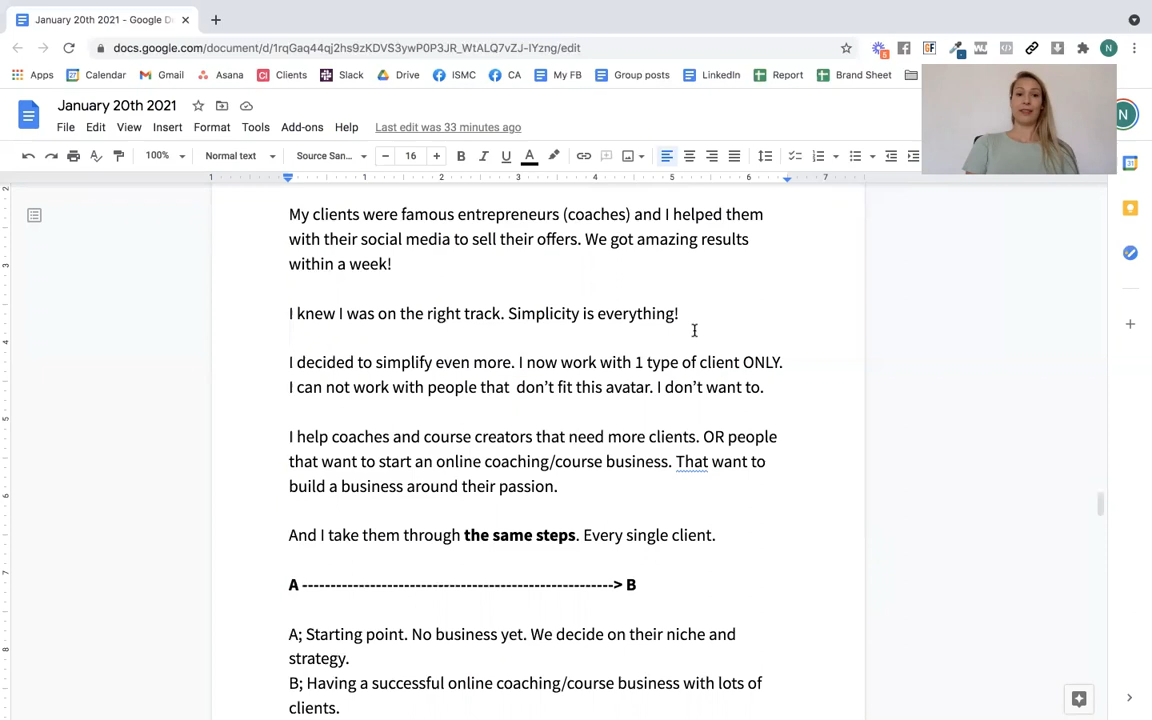 January 20th 2021 - Google D
docs.google.com/document/d/1rqGaq44qj2hs9zKDVS3ywP0P3JR_WtALQ7vZJ-lYzng/edit
Apps Calendar Gmail Asana Clients Slack Drive ISMC CA My FB Group posts LinkedIn Report Brand Sheet
January 20th 2021
File Edit View Insert Format Tools Add-ons Help Last edit was 33 minutes ago
100% Normal text Source San... 16
My clients were famous entrepreneurs (coaches) and I helped them
with their social media to sell their offers. We got amazing results
within a week!
I knew I was on the right track. Simplicity is everything!
I decided to simplify even more. I now work with 1 type of client ONLY.
I can not work with people that  don’t fit this avatar. I don’t want to.
I help coaches and course creators that need more clients. OR people
that want to start an online coaching/course business. That want to
build a business around their passion.
And I take them through the same steps. Every single client.
A -------------------------------------------------------> B
A; Starting point. No business yet. We decide on their niche and
strategy.
B; Having a successful online coaching/course business with lots of
clients.